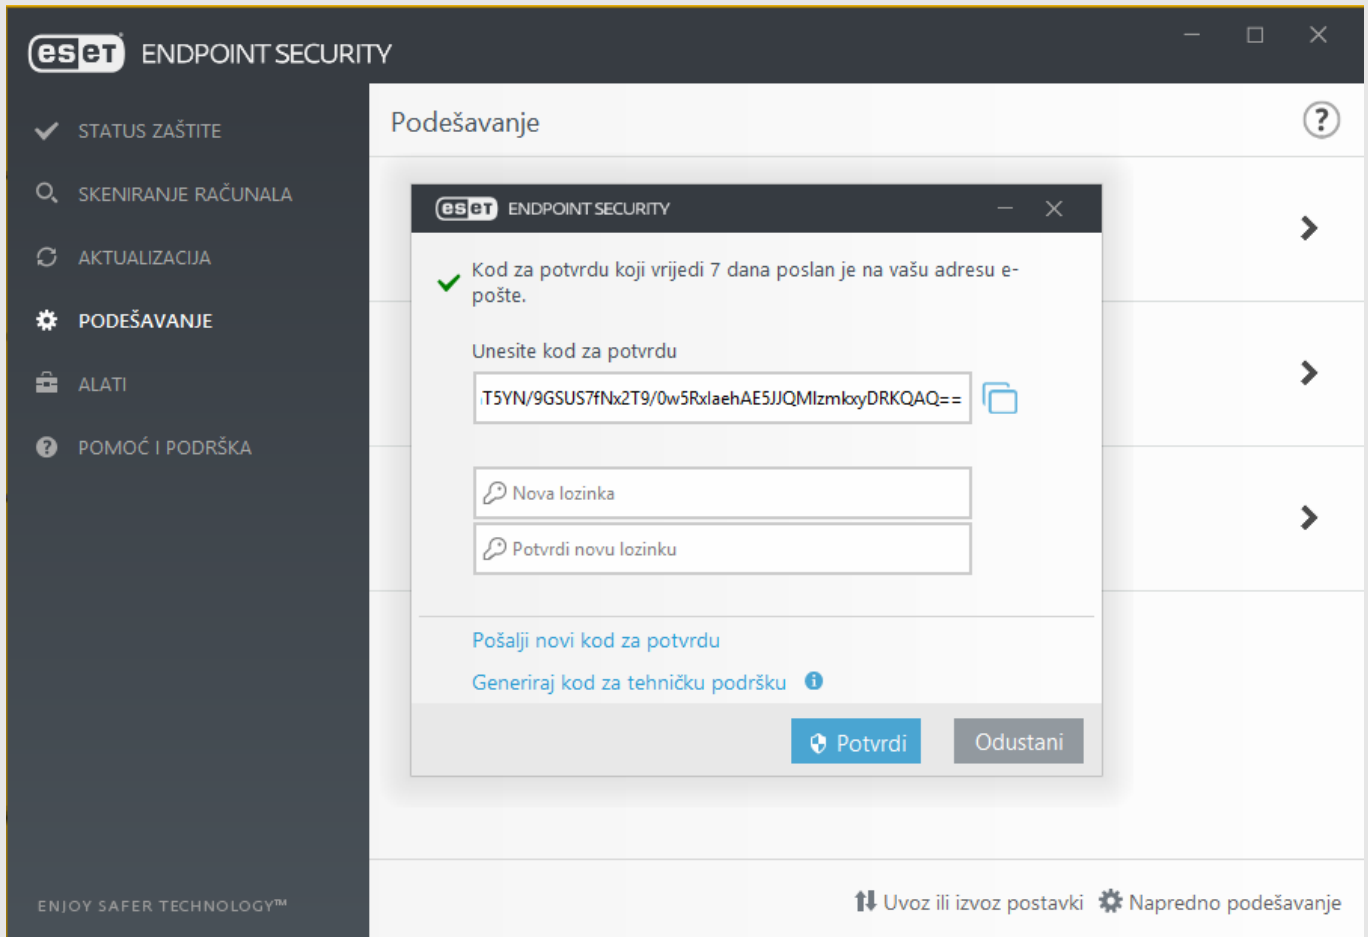 eset ENDPOINT SECURITY
STATUS ZAŠTITE
SKENIRANJE RAČUNALA
AKTUALIZACIJA
PODEŠAVANJE
ALATI
POMOĆ I PODRŠKA
ENJOY SAFER TECHNOLOGY™
Podešavanje
?
eset ENDPOINT SECURITY
Kod za potvrdu koji vrijedi 7 dana poslan je na vašu adresu e-
pošte.
Unesite kod za potvrdu
T5YN/9GSUS7fNx2T9/0w5RxlaehAE5JJQMlzmkxyDRKQAQ==
Nova lozinka
Potvrdi novu lozinku
Pošalji novi kod za potvrdu
Generiraj kod za tehničku podršku
Potvrdi
Odustani
Uvoz ili izvoz postavki
Napredno podešavanje